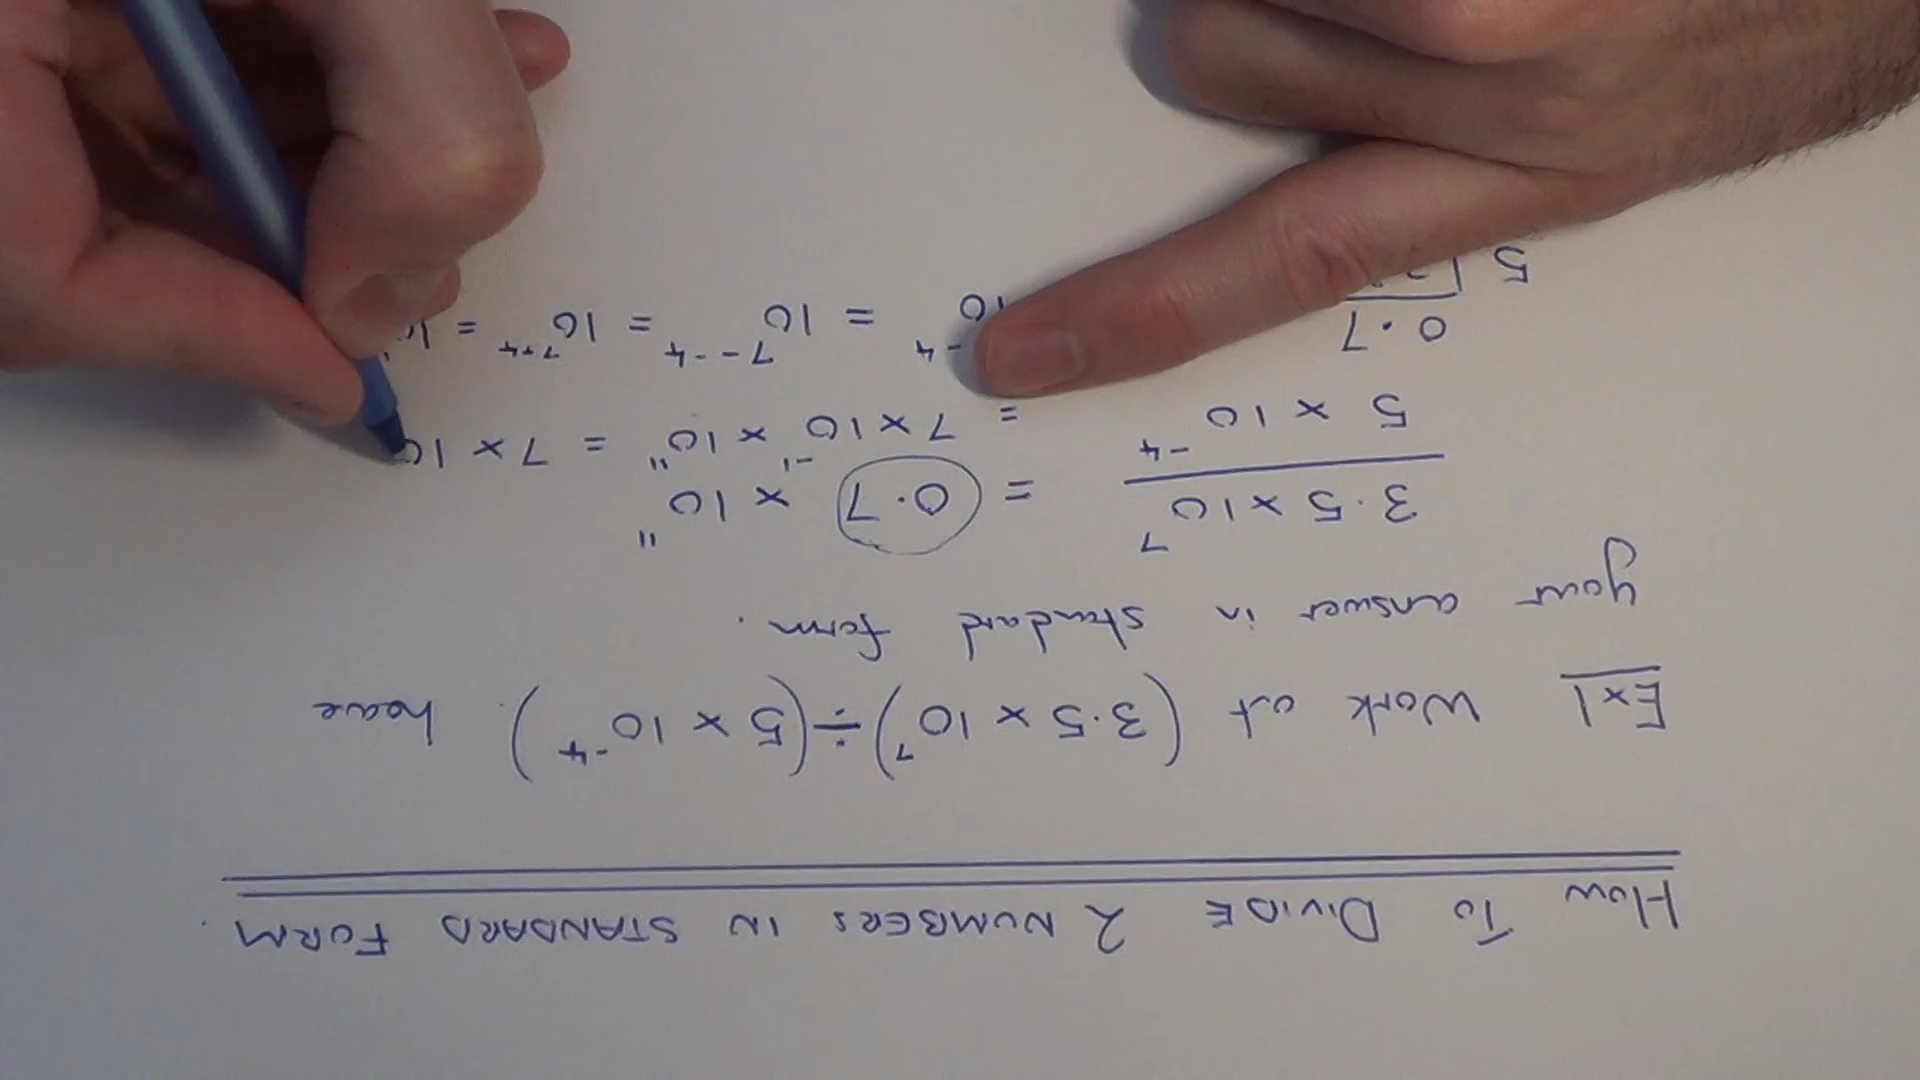 HOW TO DIVIDE 2 NUMBERS IN STANDARD FORM.
Ex1 Work out (3.5 × 10⁷) ÷ (5 × 10⁻⁴). leave
your answer in standard form.
3.5 × 10⁷ / 5 × 10⁻⁴ = 0.7 × 10¹¹
= 7 × 10⁻¹ × 10¹¹ = 7 × 10
0.7
5
10⁻⁴ = 10⁷⁻⁻⁴ = 10⁷⁺⁴ =